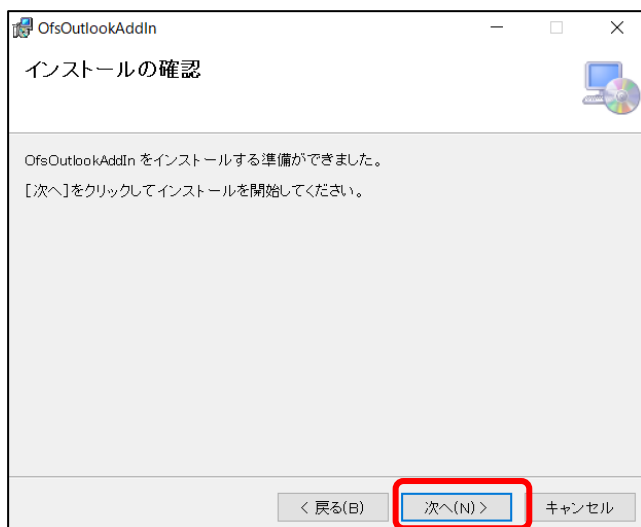 OfsOutlookAddIn
インストールの確認
OfsOutlookAddIn をインストールする準備ができました。
[次へ]をクリックしてインストールを開始してください。
< 戻る(B)
次へ(N) >
キャンセル